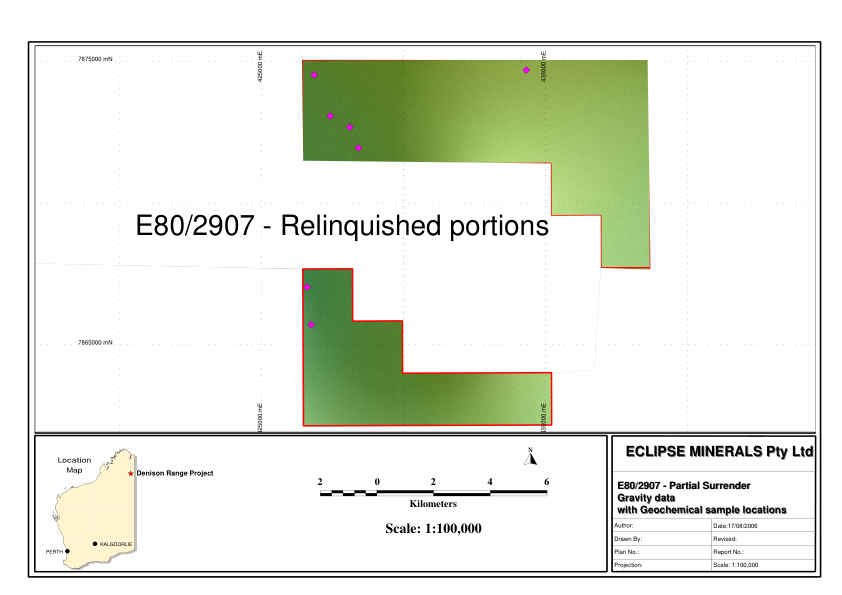 7875000 mN
425000 mE
435000 mE
E80/2907 - Relinquished portions
7865000 mN
425000 mE
435000 mE
Location
Map
Denison Range Project
KALGOORLIE
PERTH
N
2 0 2 4 6
Kilometers
Scale: 1:100,000
ECLIPSE MINERALS Pty Ltd
E80/2907 - Partial Surrender
Gravity data
with Geochemical sample locations
Author: Date:17/08/2006
Drawn By: Revised:
Plan No.: Report No.:
Projection: Scale: 1:100,000